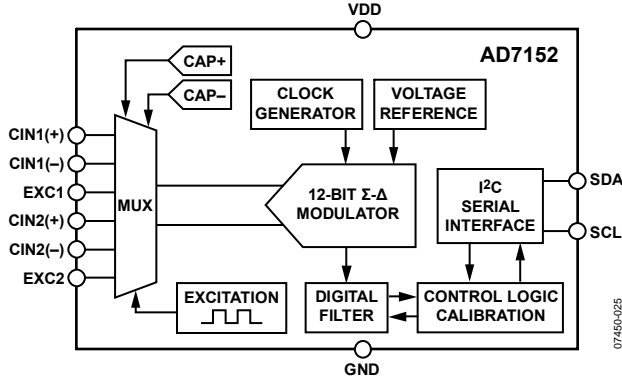 VDD
AD7152
CAP+
CAP–
CLOCK
GENERATOR
VOLTAGE
REFERENCE
CIN1(+)
CIN1(–)
EXC1
CIN2(+)
CIN2(–)
EXC2
MUX
12-BIT Σ-Δ
MODULATOR
I²C
SERIAL
INTERFACE
SDA
SCL
EXCITATION
DIGITAL
FILTER
CONTROL LOGIC
CALIBRATION
GND
07450-025